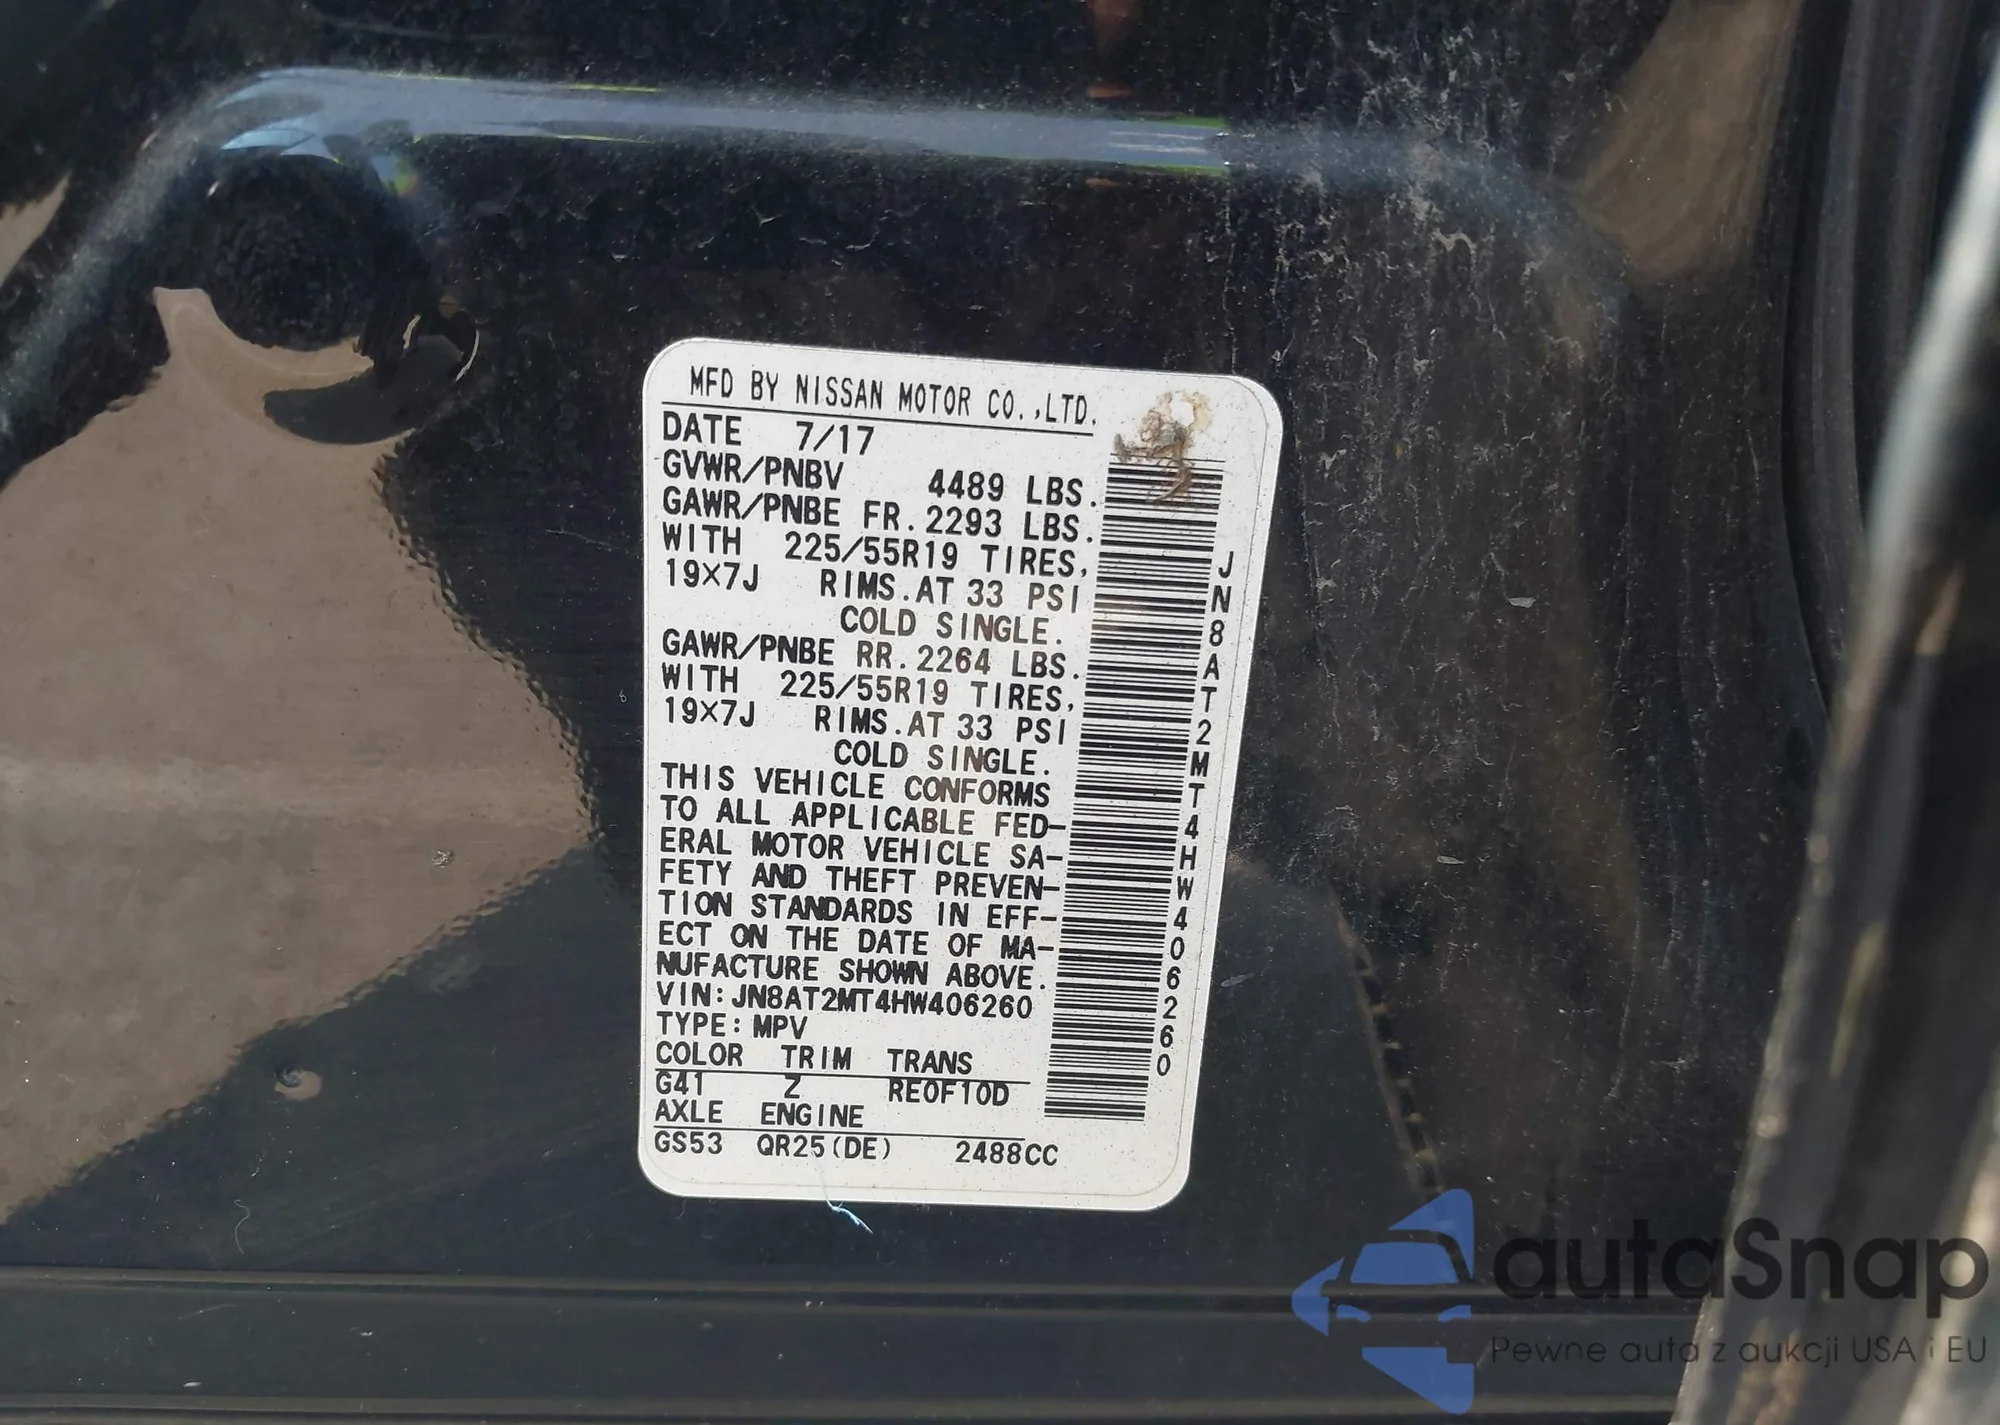 MFD BY NISSAN MOTOR CO.,LTD.
DATE 7/17
GVWR/PNBV 4489 LBS.
GAWR/PNBE FR.2293 LBS.
WITH 225/55R19 TIRES,
19X7J RIMS.AT 33 PSI
COLD SINGLE.
GAWR/PNBE RR.2264 LBS.
WITH 225/55R19 TIRES,
19X7J RIMS.AT 33 PSI
COLD SINGLE.
THIS VEHICLE CONFORMS
TO ALL APPLICABLE FED-
ERAL MOTOR VEHICLE SA-
FETY AND THEFT PREVEN-
TION STANDARDS IN EFF-
ECT ON THE DATE OF MA-
NUFACTURE SHOWN ABOVE.
VIN:JN8AT2MT4HW406260
TYPE:MPV
COLOR TRIM TRANS
G41 Z RE0F10D
AXLE ENGINE
GS53 QR25(DE) 2488CC
JN8AT2MT4HW406260
autaSnap
Pewne auta z aukcji USA i EU